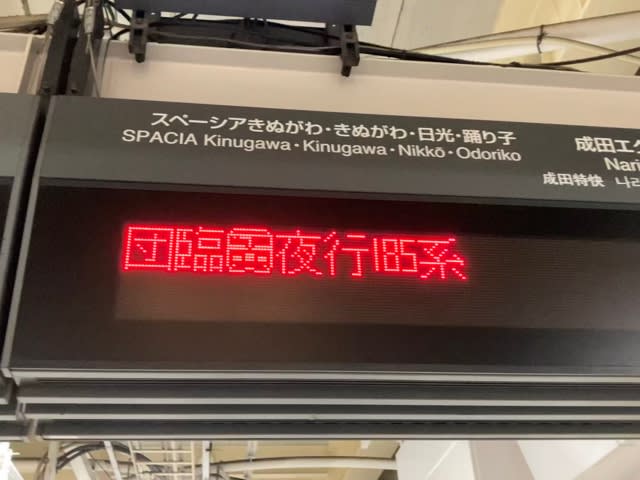 スペーシアきぬがわ・きぬがわ・日光・踊り子
SPACIA Kinugawa・Kinugawa・Nikkō・Odoriko
成田エク
Nari
成田特快 나리
団臨 夜行185系